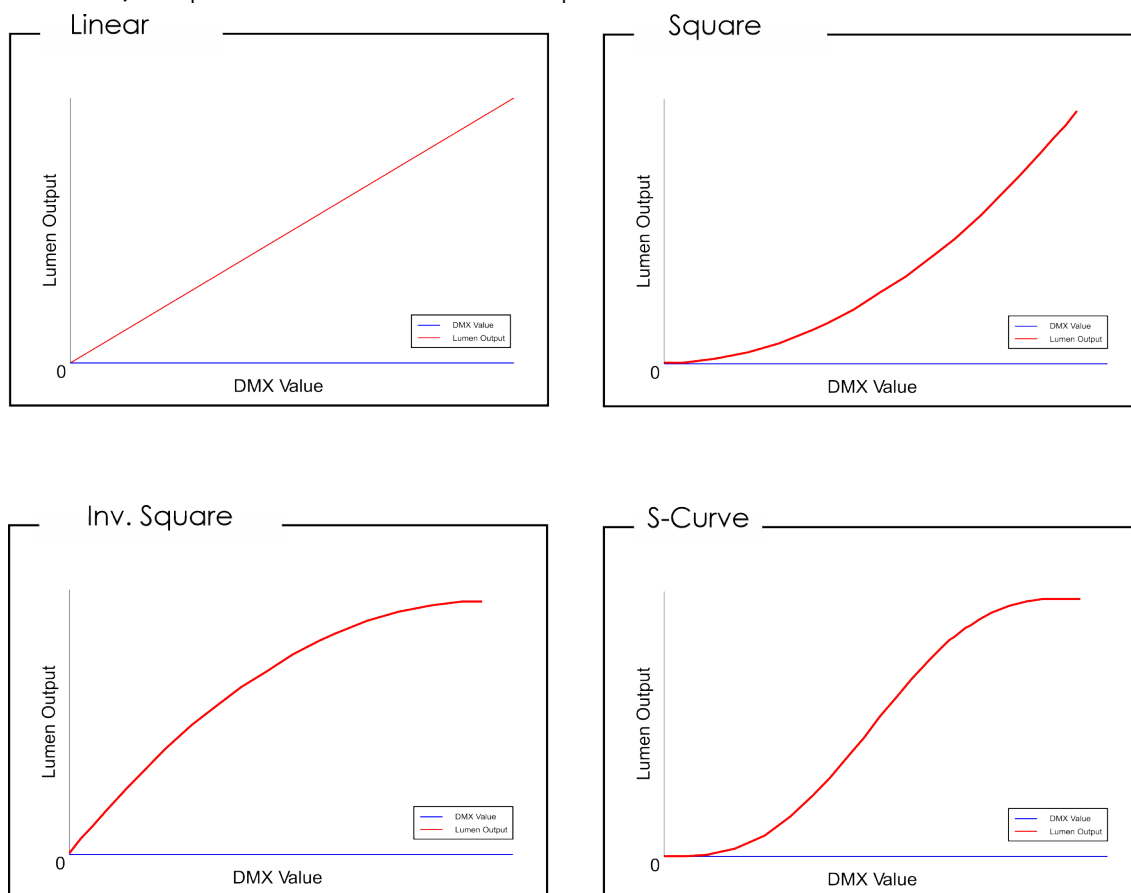 Linear
Lumen Output
DMX Value
Lumen Output
0
DMX Value
Square
Lumen Output
DMX Value
Lumen Output
0
DMX Value
Inv. Square
Lumen Output
DMX Value
Lumen Output
0
DMX Value
S-Curve
Lumen Output
DMX Value
Lumen Output
0
DMX Value